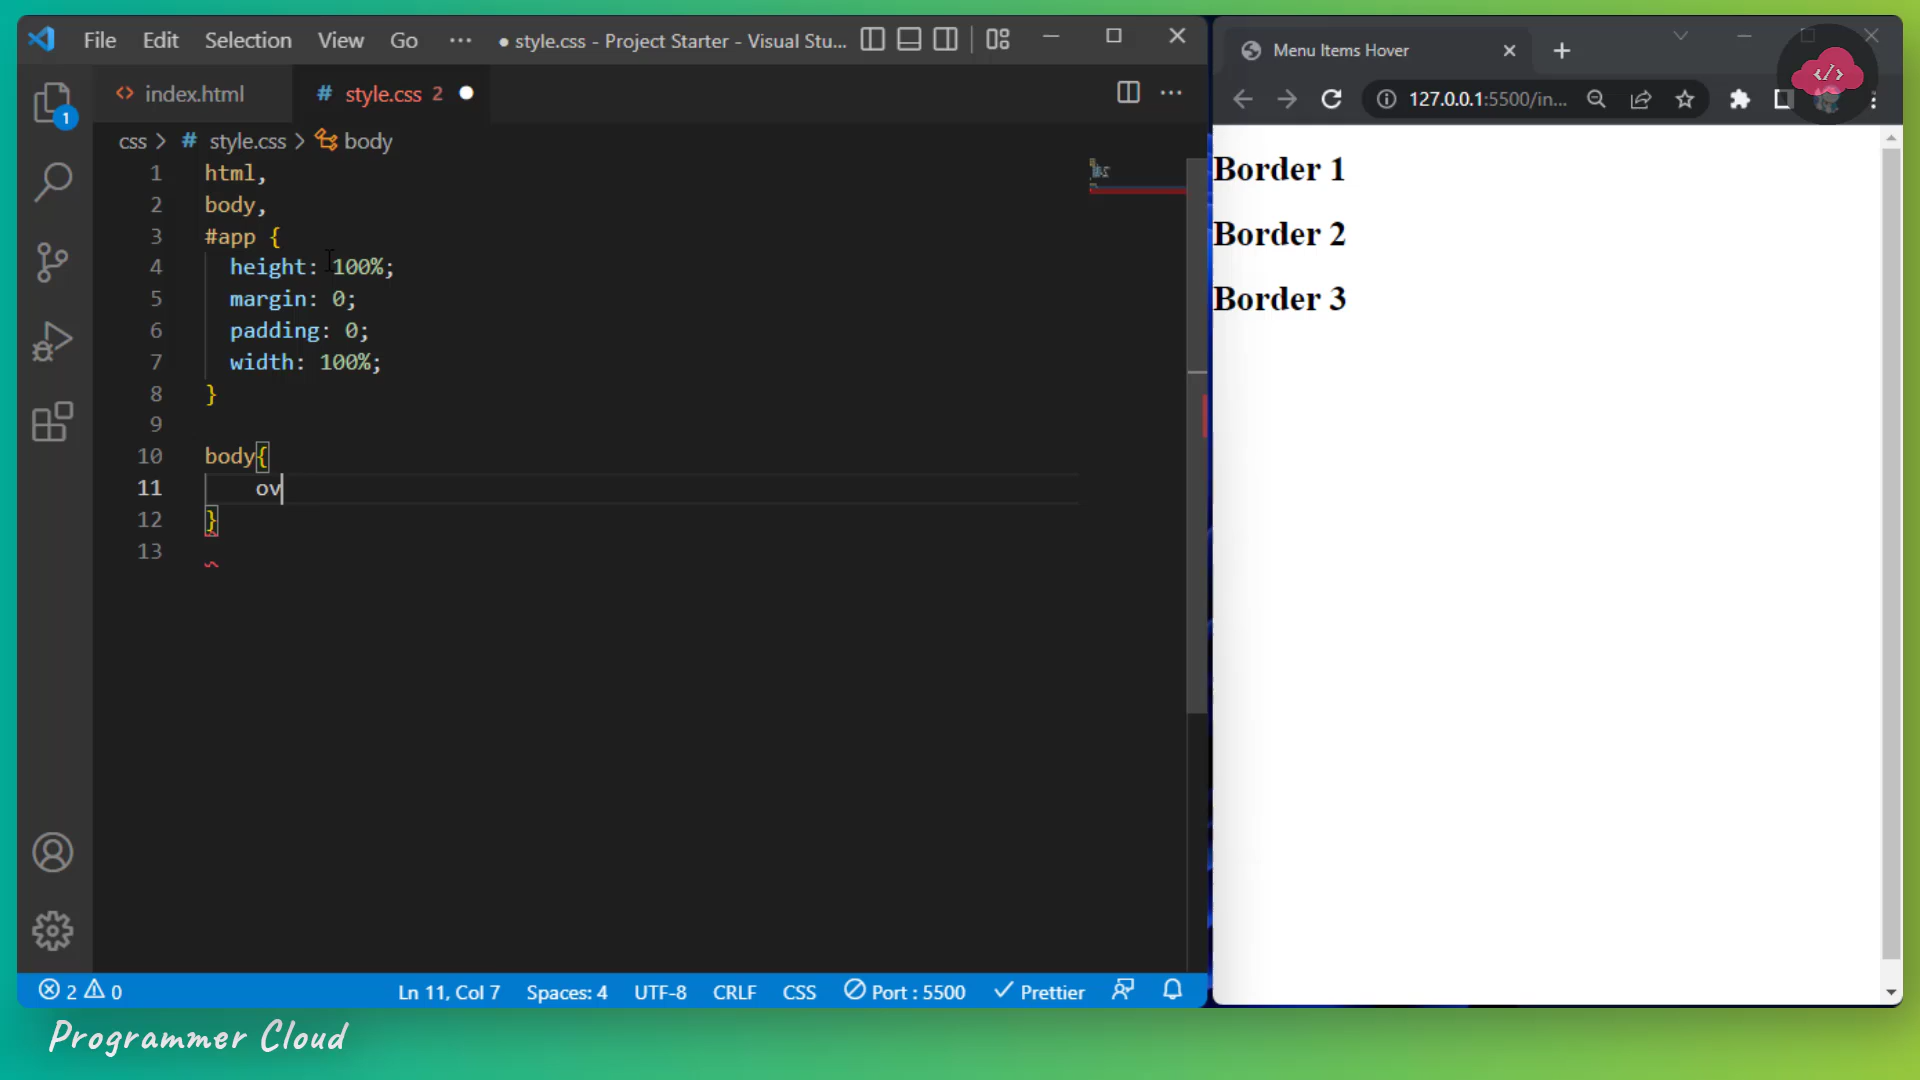 File Edit Selection View Go ··· ● style.css - Project Starter - Visual Stu...
index.html # style.css 2 ●
css > # style.css > body
1 html,
2 body,
3 #app {
4 height: 100%;
5 margin: 0;
6 padding: 0;
7 width: 100%;
8 }
9
10 body{
11 ov
12 }
13
2 0 Ln 11, Col 7 Spaces: 4 UTF-8 CRLF CSS Port : 5500 Prettier
1
Menu Items Hover
127.0.0.1:5500/in...
</>
Border 1
Border 2
Border 3
Programmer Cloud